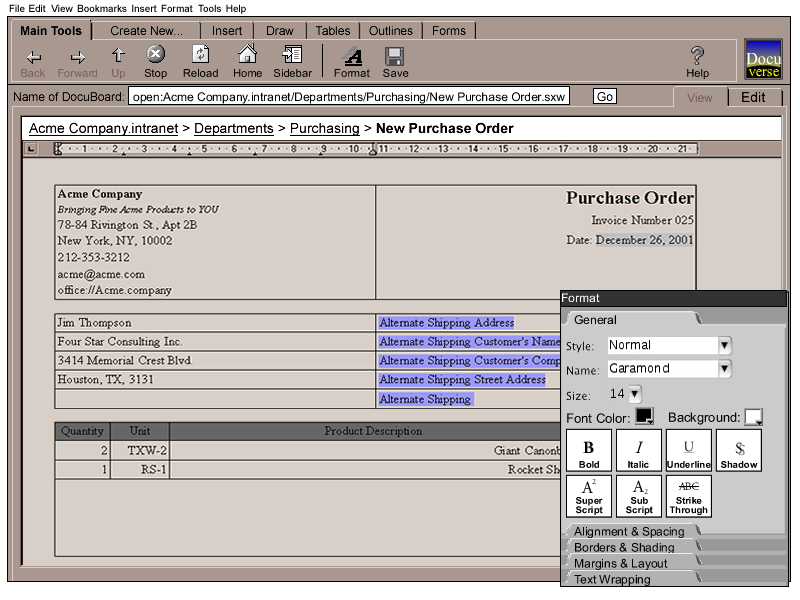 File Edit View Bookmarks Insert Format Tools Help
Main Tools Create New... Insert Draw Tables Outlines Forms
Back Forward Up Stop Reload Home Sidebar Format Save Help
Docu
verse
Name of DocuBoard: open:Acme Company.intranet/Departments/Purchasing/New Purchase Order.sxw Go View Edit
Acme Company.intranet > Departments > Purchasing > New Purchase Order
1 2 3 4 5 6 7 8 9 10 11 12 13 14 15 16 17 18 19 20 21
Acme Company
Bringing Fine Acme Products to YOU
78-84 Rivington St., Apt 2B
New York, NY, 10002
212-353-3212
acme@acme.com
office://Acme.company
Purchase Order
Invoice Number 025
Date: December 26, 2001
Jim Thompson
Four Star Consulting Inc.
3414 Memorial Crest Blvd.
Houston, TX, 3131
Alternate Shipping Address
Alternate Shipping Customer's Name
Alternate Shipping Customer's Comp
Alternate Shipping Street Address
Alternate Shipping
Quantity Unit Product Description
2 TXW-2 Giant Canonb
1 RS-1 Rocket Sh
Format
General
Style: Normal
Name: Garamond
Size: 14
Font Color: Background:
B I U S
Bold Italic Underline Shadow
A2 A2 ABC
Super Script Sub Script Strike Through
Alignment & Spacing
Borders & Shading
Margins & Layout
Text Wrapping